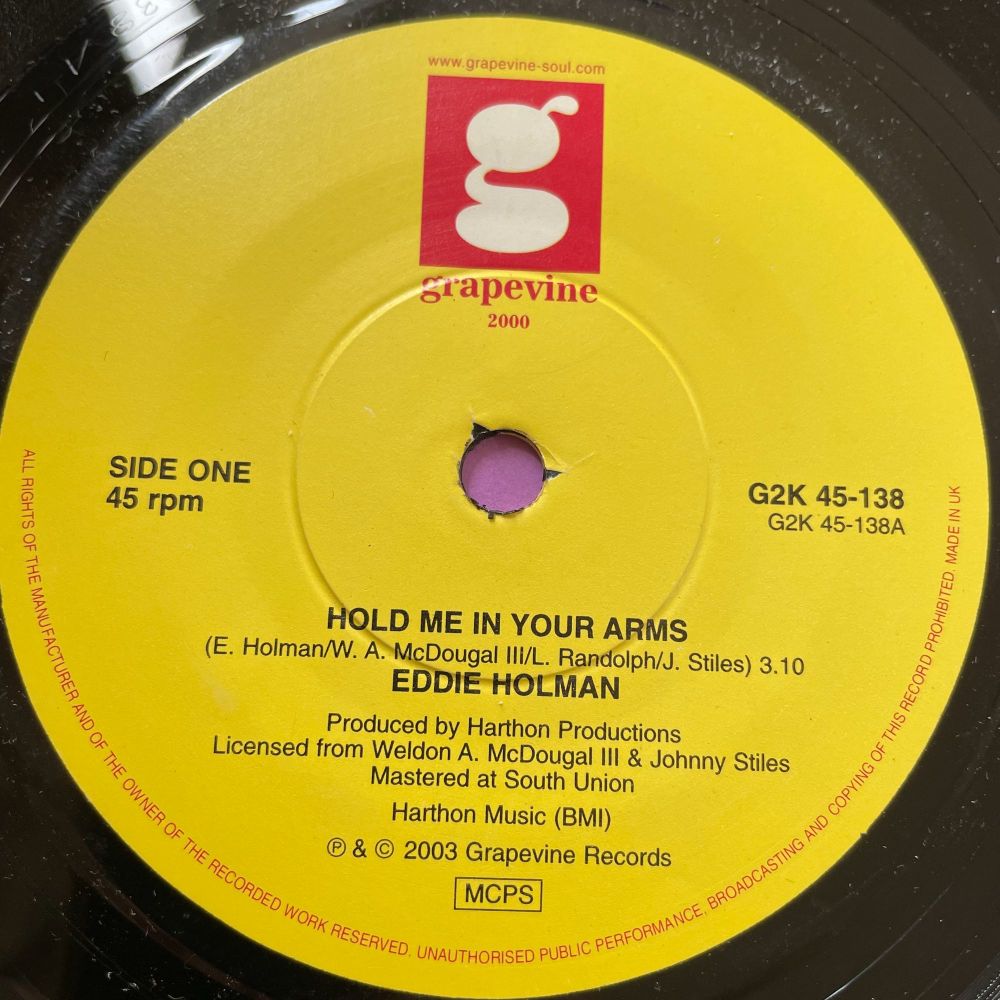 www.grapevine-soul.com
g
grapevine
2000
SIDE ONE
45 rpm
G2K 45-138
G2K 45-138A
HOLD ME IN YOUR ARMS
(E. Holman/W. A. McDougal III/L. Randolph/J. Stiles) 3.10
EDDIE HOLMAN
Produced by Harthon Productions
Licensed from Weldon A. McDougal III & Johnny Stiles
Mastered at South Union
Harthon Music (BMI)
℗ & © 2003 Grapevine Records
MCPS
ALL RIGHTS OF THE MANUFACTURER AND OF THE OWNER OF THE RECORDED WORK RESERVED. UNAUTHORISED PUBLIC PERFORMANCE, BROADCASTING AND COPYING OF THIS RECORD PROHIBITED. MADE IN UK